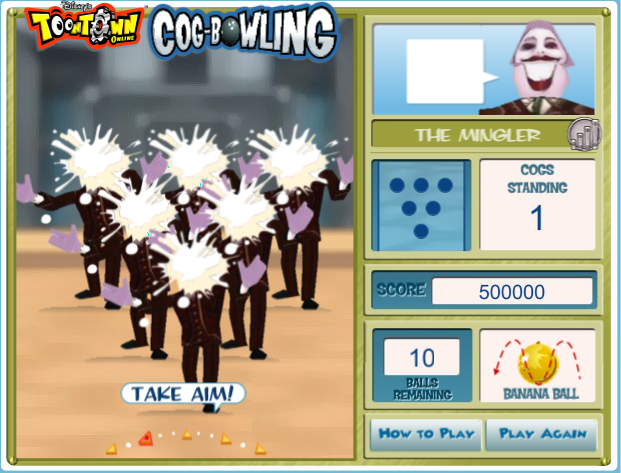 Disney's
TOONTOWN
ONLINE
COG-BOWLING
THE MINGLER
COGS
STANDING
1
SCORE 500000
10
BALLS
REMAINING
BANANA BALL
TAKE AIM!
HOW TO PLAY
PLAY AGAIN